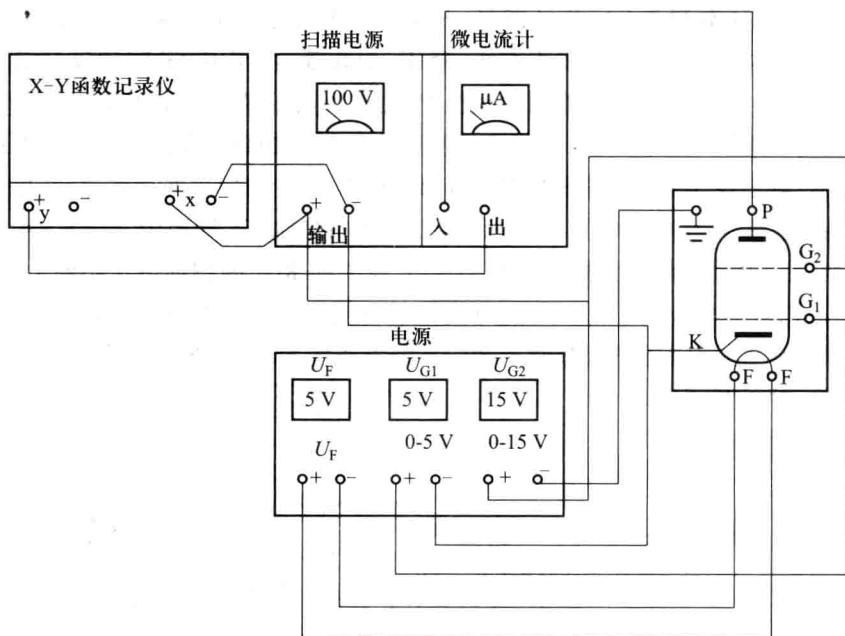 扫描电源
微电流计
X-Y函数记录仪
100 V
μA
+
y
-
+
x
-
+
-
输出
入
出
P
G2
G1
K
F
F
电源
UF
UG1
UG2
5 V
5 V
15 V
0-5 V
0-15 V
UF
+
-
+
-
+
-